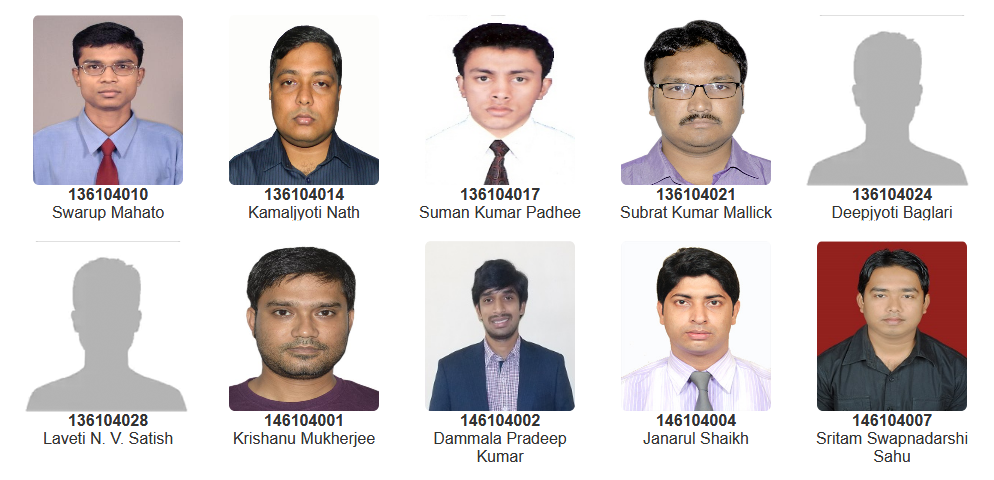 136104010
Swarup Mahato
136104014
Kamaljyoti Nath
136104017
Suman Kumar Padhee
136104021
Subrat Kumar Mallick
136104024
Deepjyoti Baglari
136104028
Laveti N. V. Satish
146104001
Krishanu Mukherjee
146104002
Dammala Pradeep
Kumar
146104004
Janarul Shaikh
146104007
Sritam Swapnadarshi
Sahu